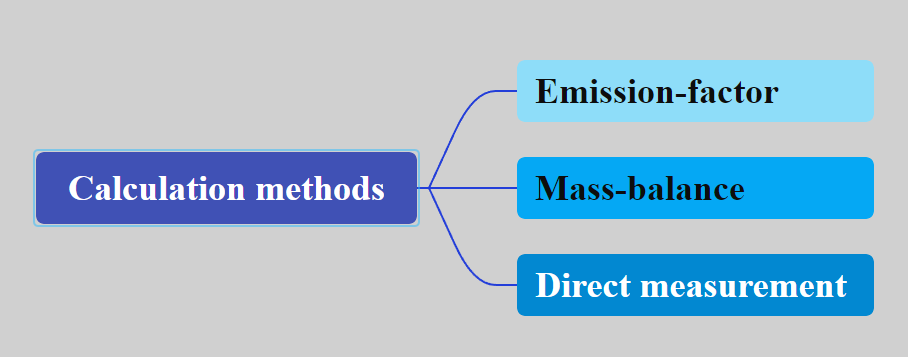 Calculation methods
Emission-factor
Mass-balance
Direct measurement